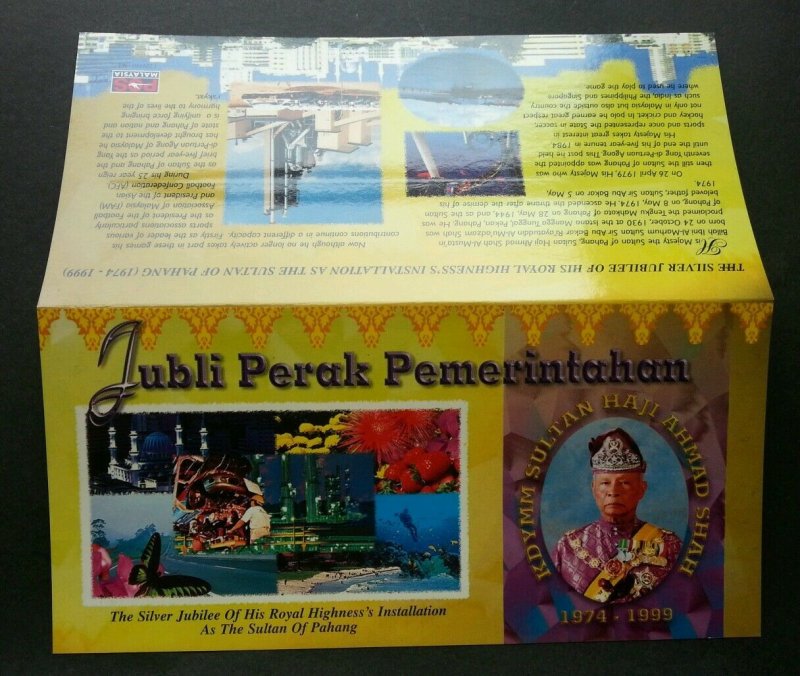 Jubli Perak Pemerintahan
KDYMM SULTAN HAJI AHMAD SHAH
1974 - 1999
The Silver Jubilee Of His Royal Highness's Installation
As The Sultan Of Pahang
THE SILVER JUBILEE OF HIS ROYAL HIGHNESS'S INSTALLATION AS THE SULTAN OF PAHANG (1974 - 1999)
His Majesty the Sultan of Pahang, Sultan Haji Ahmad Shah Al-Musta'in
Billah Ibni Al-Marhum Sultan Sir Abu Bakar Ri'ayatuddin Al-Mu'adzam Shah was
born on 24 October, 1930 at the Istana Mangga Tunggal, Pekan, Pahang. He was
proclaimed the Tengku Mahkota of Pahang on 28 May, 1944, and as the Sultan
of Pahang, on 8 May, 1974. He ascended the throne after the demise of his
beloved father, Sultan Sir Abu Bakar on 5 May,
1974.
On 26 April 1979, His Majesty who was
then still the Sultan of Pahang was appointed the
seventh Yang di-Pertuan Agong. This post he held
until the end of his five-year tenure in 1984.
His Majesty takes great interest in
sports and once represented the State in soccer,
hockey and cricket. In polo he earned great respect
not only in Malaysia but also outside the country
such as India, the Philippines and Singapore
where he used to play the game.
Now although he no longer actively takes part in these games his
contributions continue in a different capacity. Firstly as the leader of various
sports associations particularly
as the President of the Football
Association of Malaysia (FAM)
and President of the Asian
Football Confederation (AFC).
During his 25 year reign
as the Sultan of Pahang and the
brief five year period as the Yang
di-Pertuan Agong of Malaysia he
has brought development to the
state of Pahang and nation and
a unifying force bringing
harmony to the lives of the
rakyat.
MALAYSIA